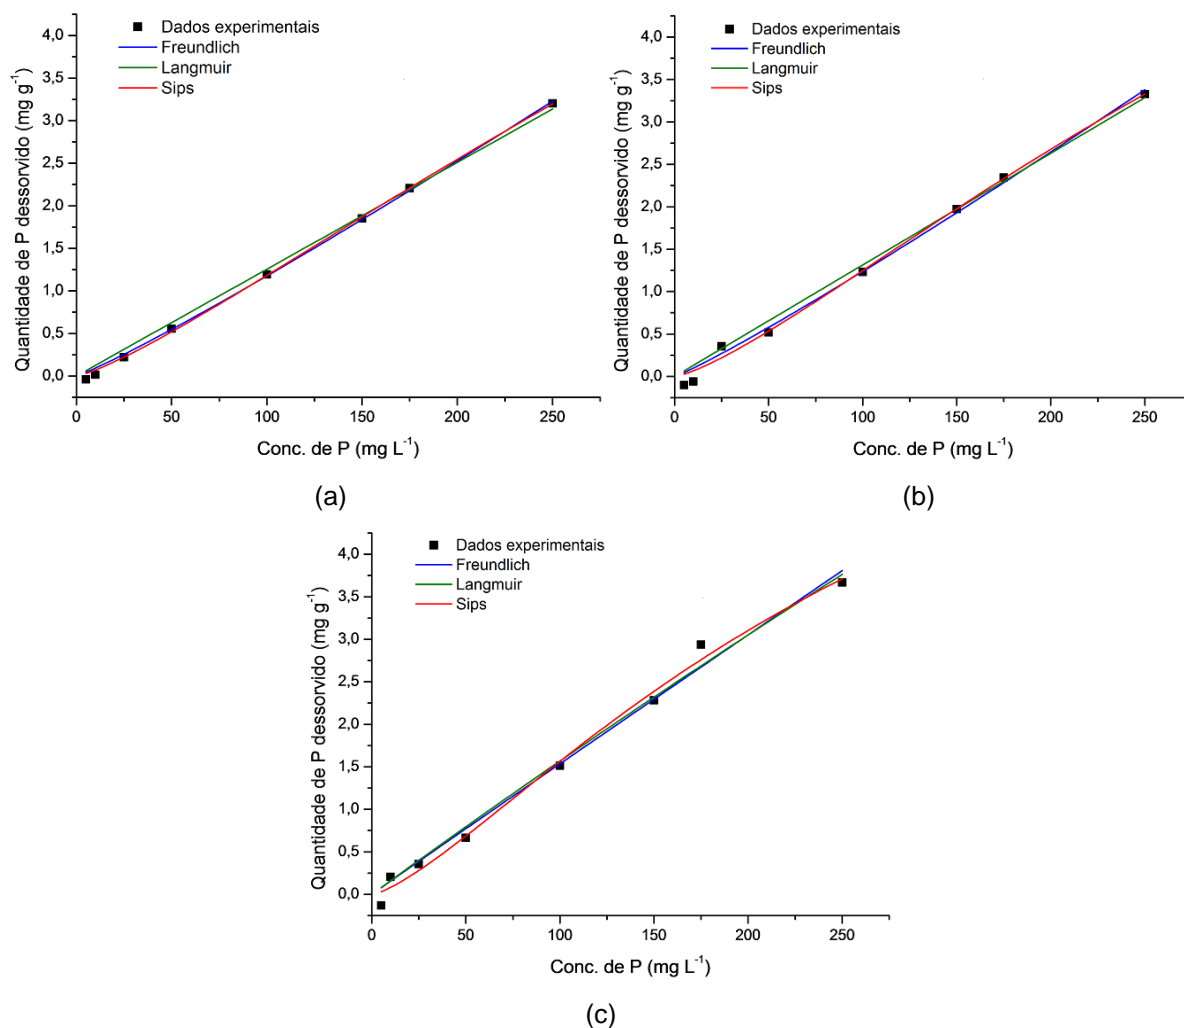 Dados experimentais
Freundlich
Langmuir
Sips
Quantidade de P dessorvido (mg g⁻¹)
4,0
3,5
3,0
2,5
2,0
1,5
1,0
0,5
0,0
0 50 100 150 200 250
Conc. de P (mg L⁻¹)
(a)
Dados experimentais
Freundlich
Langmuir
Sips
Quantidade de P dessorvido (mg g⁻¹)
4,0
3,5
3,0
2,5
2,0
1,5
1,0
0,5
0,0
0 50 100 150 200 250
Conc. de P (mg L⁻¹)
(b)
Dados experimentais
Freundlich
Langmuir
Sips
Quantidade de P dessorvido (mg g⁻¹)
4,0
3,5
3,0
2,5
2,0
1,5
1,0
0,5
0,0
0 50 100 150 200 250
Conc. de P (mg L⁻¹)
(c)